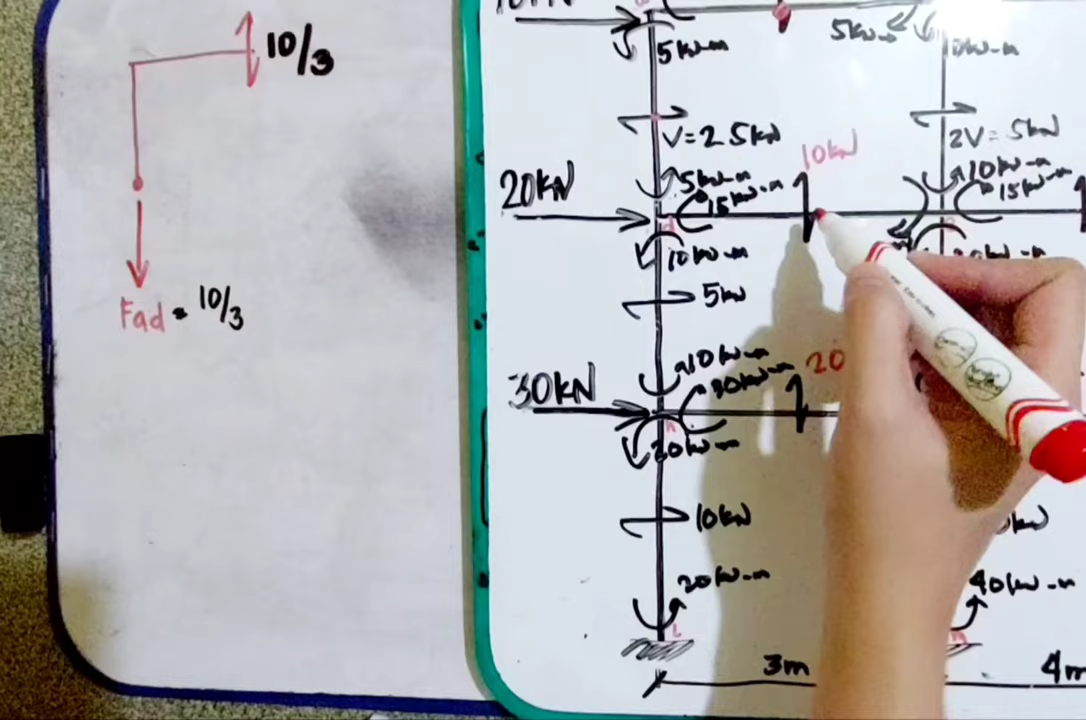 10/3
Fad = 10/3
5kN-m
5kN-m
V=2.5kN
2V=5kN
10kN
20kN
5kN-m
15kN-m
10kN-m
15kN-m
10kN-m
5kN
30kN
10kN-m
30kN-m
20
20kN-m
10kN
20kN-m
40kN-m
3m
4m